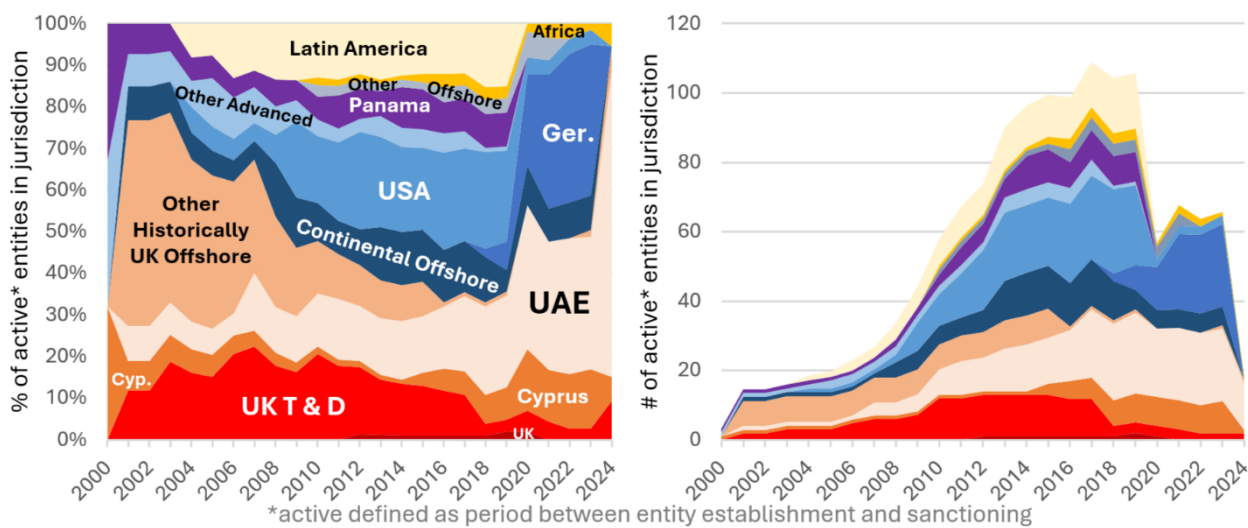 % of active* entities in jurisdiction
100%
90%
80%
70%
60%
50%
40%
30%
20%
10%
0%
Latin America
Africa
Other
Offshore
Panama
Other Advanced
Ger.
USA
Other
Historically
UK Offshore
Continental Offshore
UAE
Cyp.
Cyprus
UK T & D
UK
2000
2002
2004
2006
2008
2010
2012
2014
2016
2018
2020
2022
2024
# of active* entities in jurisdiction
120
100
80
60
40
20
0
2000
2002
2004
2006
2008
2010
2012
2014
2016
2018
2020
2022
2024
*active defined as period between entity establishment and sanctioning